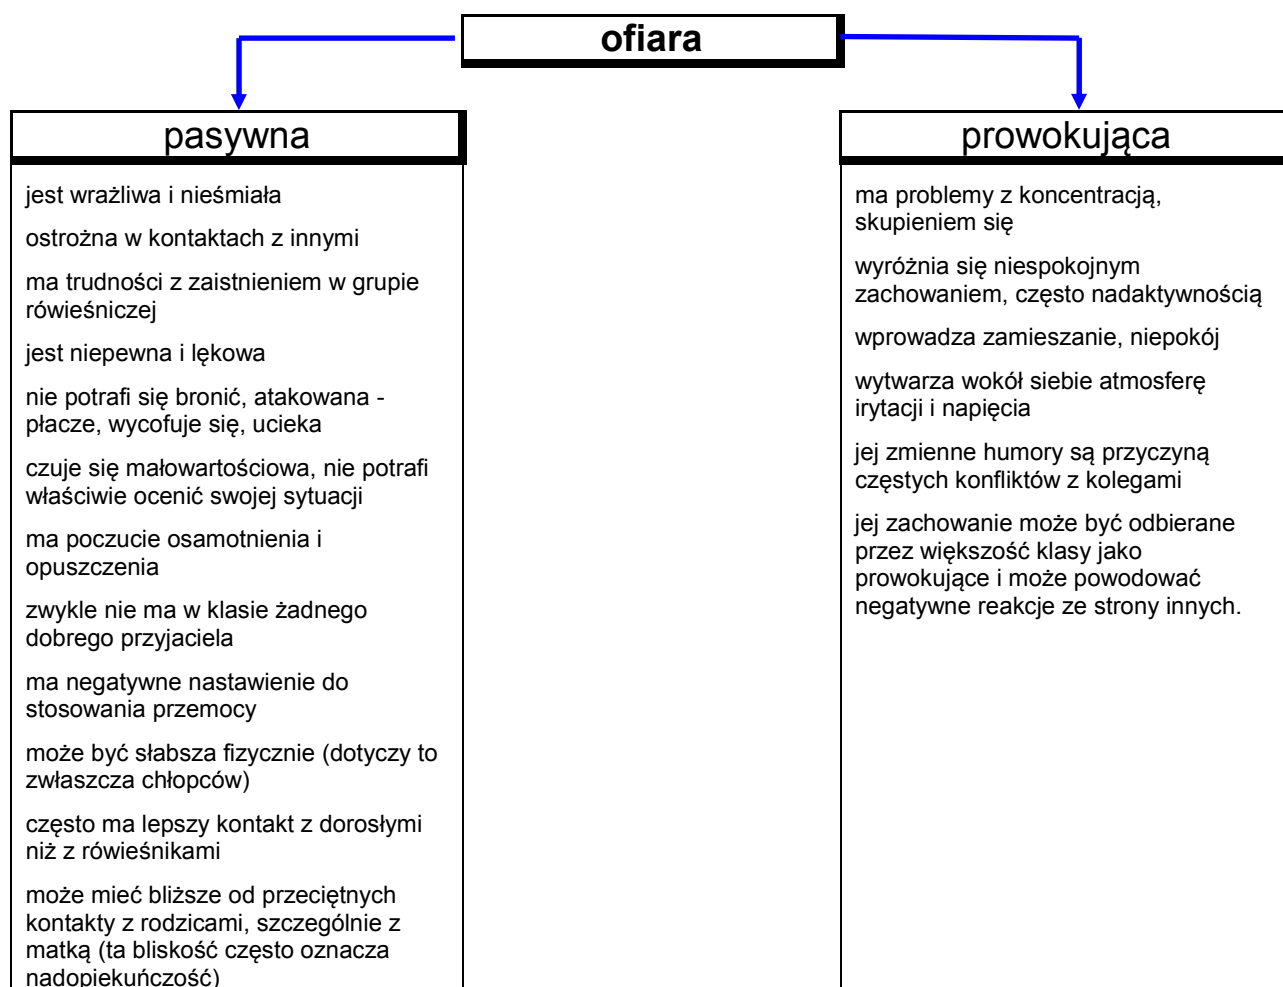 ofiara
pasywna
jest wrażliwa i nieśmiała
ostrożna w kontaktach z innymi
ma trudności z zaistnieniem w grupie
rówieśniczej
jest niepewna i lękowa
nie potrafi się bronić, atakowana -
płacze, wycofuje się, ucieka
czuje się małowartościowa, nie potrafi
właściwie ocenić swojej sytuacji
ma poczucie osamotnienia i
opuszczenia
zwykle nie ma w klasie żadnego
dobrego przyjaciela
ma negatywne nastawienie do
stosowania przemocy
może być słabsza fizycznie (dotyczy to
zwłaszcza chłopców)
często ma lepszy kontakt z dorosłymi
niż z rówieśnikami
może mieć bliższe od przeciętnych
kontakty z rodzicami, szczególnie z
matką (ta bliskość często oznacza
nadopiekuńczość)
prowokująca
ma problemy z koncentracją,
skupieniem się
wyróżnia się niespokojnym
zachowaniem, często nadaktywnością
wprowadza zamieszanie, niepokój
wytwarza wokół siebie atmosferę
irytacji i napięcia
jej zmienne humory są przyczyną
częstych konfliktów z kolegami
jej zachowanie może być odbierane
przez większość klasy jako
prowokujące i może powodować
negatywne reakcje ze strony innych.